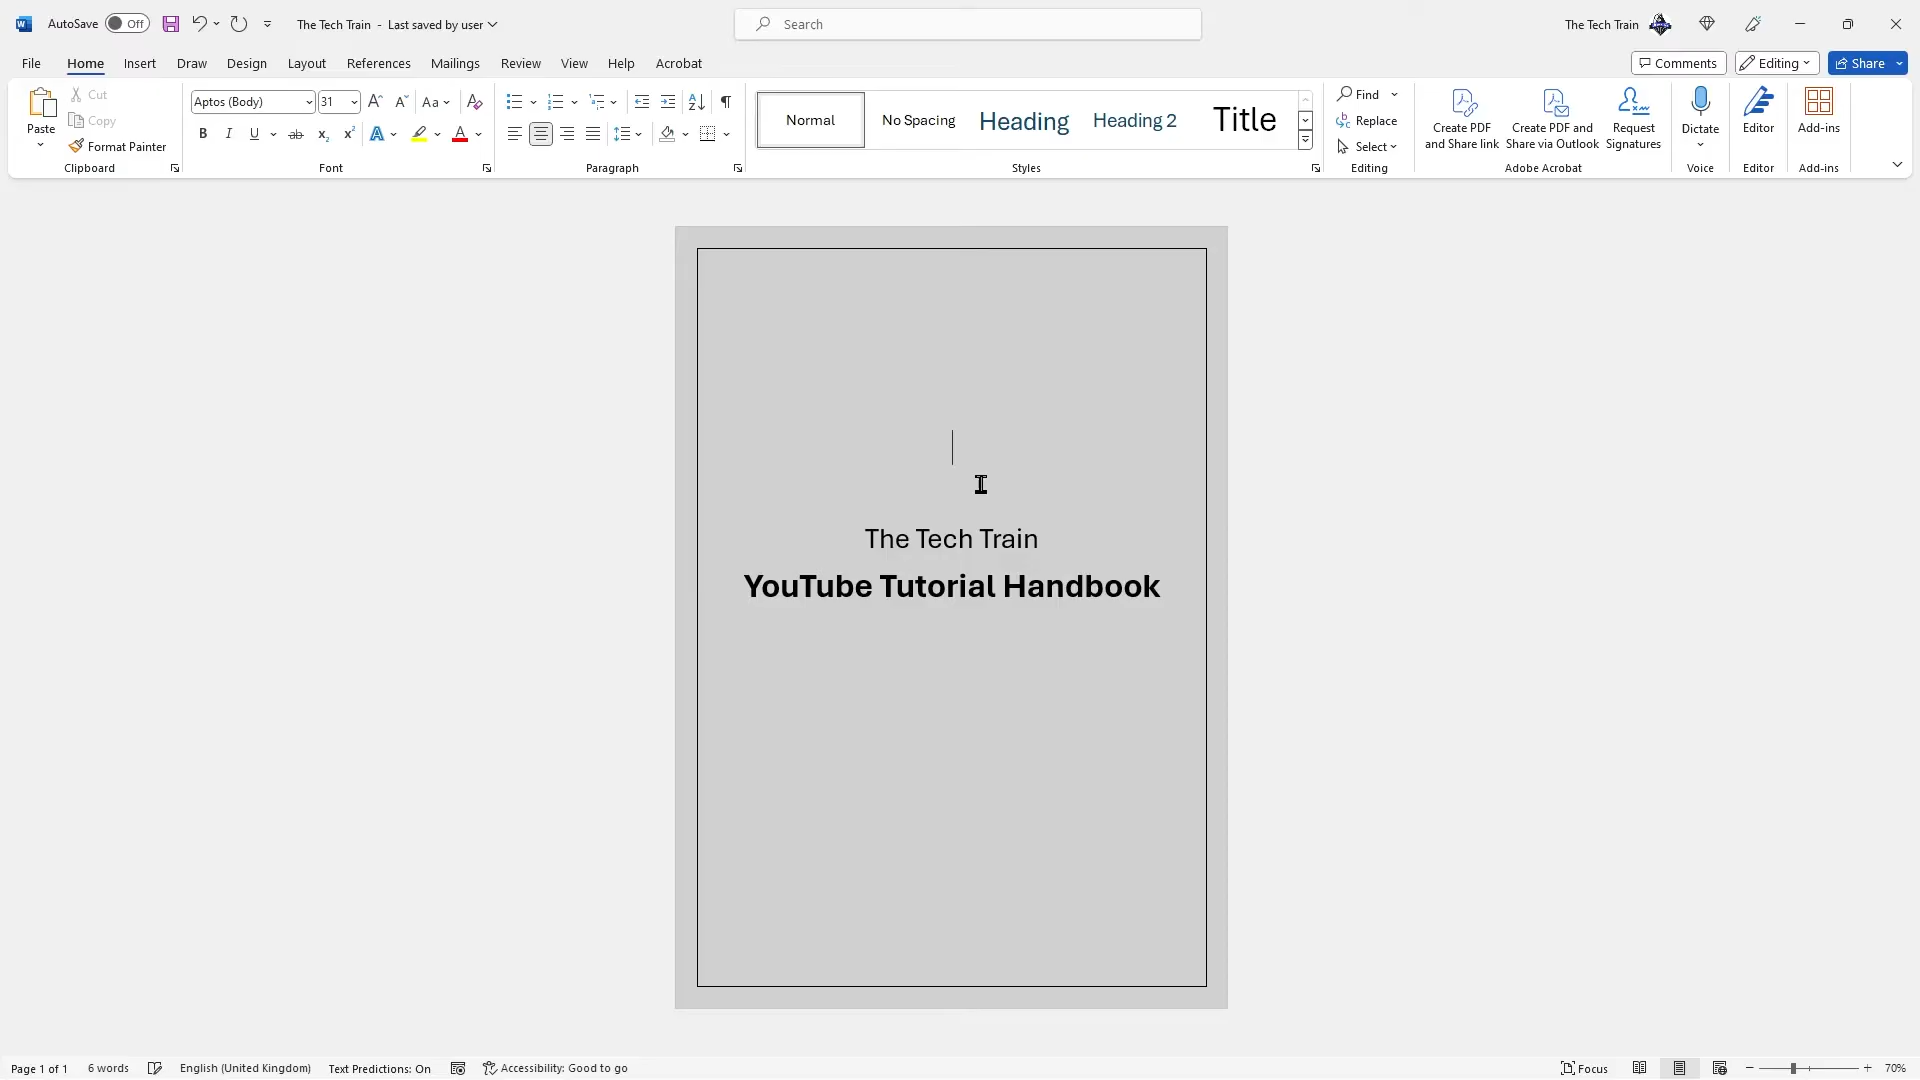 AutoSave Off The Tech Train - Last saved by user Search The Tech Train
File Home Insert Draw Design Layout References Mailings Review View Help Acrobat Comments Editing Share
Paste Cut Copy Format Painter Clipboard
Aptos (Body) 31 Aa
B I U ab x₂ x² A A Font
Paragraph
Normal No Spacing Heading Heading 2 Title Styles
Find Replace Select Editing
Create PDF and Share link Create PDF and Share via Outlook Request Signatures Adobe Acrobat
Dictate Voice
Editor Editor
Add-ins Add-ins
The Tech Train
YouTube Tutorial Handbook
Page 1 of 1 6 words English (United Kingdom) Text Predictions: On Accessibility: Good to go Focus 70%